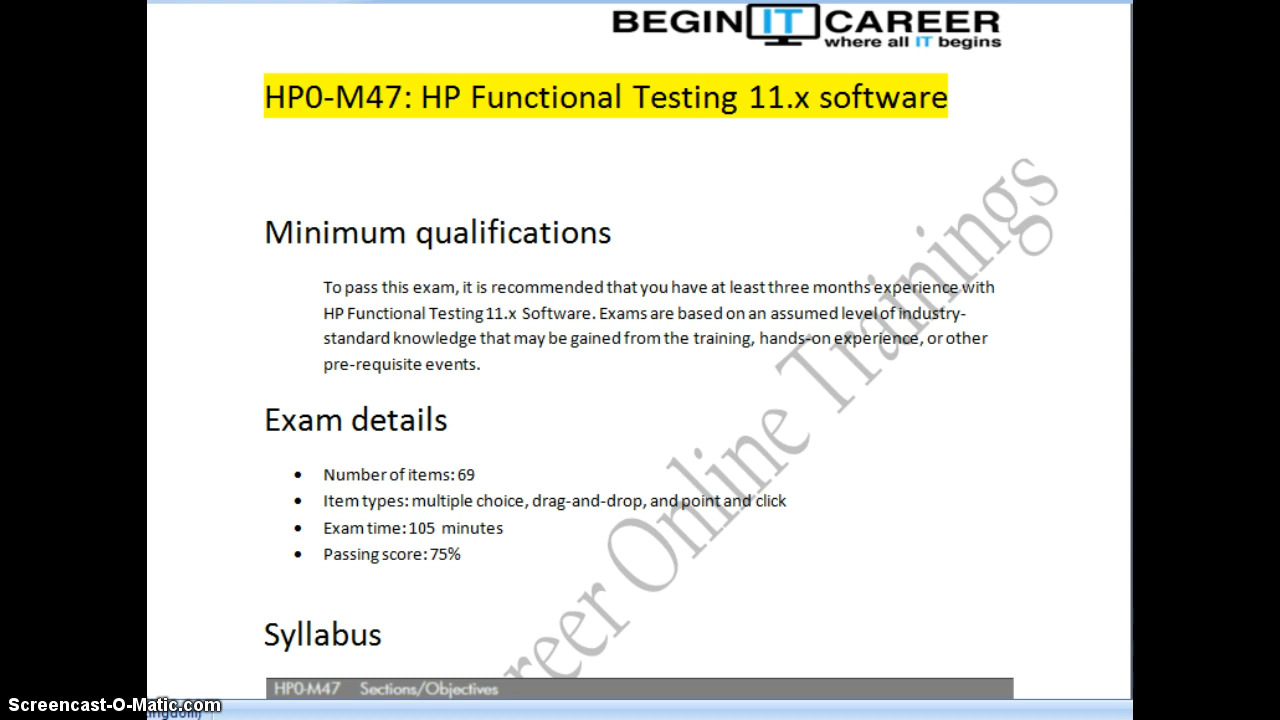 BEGIN IT CAREER
where all IT begins
HP0-M47: HP Functional Testing 11.x software
Minimum qualifications
To pass this exam, it is recommended that you have at least three months experience with
HP Functional Testing 11.x Software. Exams are based on an assumed level of industry-
standard knowledge that may be gained from the training, hands-on experience, or other
pre-requisite events.
Exam details
• Number of items: 69
• Item types: multiple choice, drag-and-drop, and point and click
• Exam time: 105 minutes
• Passing score: 75%
Syllabus
HP0-M47 Sections/Objectives
Online Trainings
Screencast-O-Matic.com